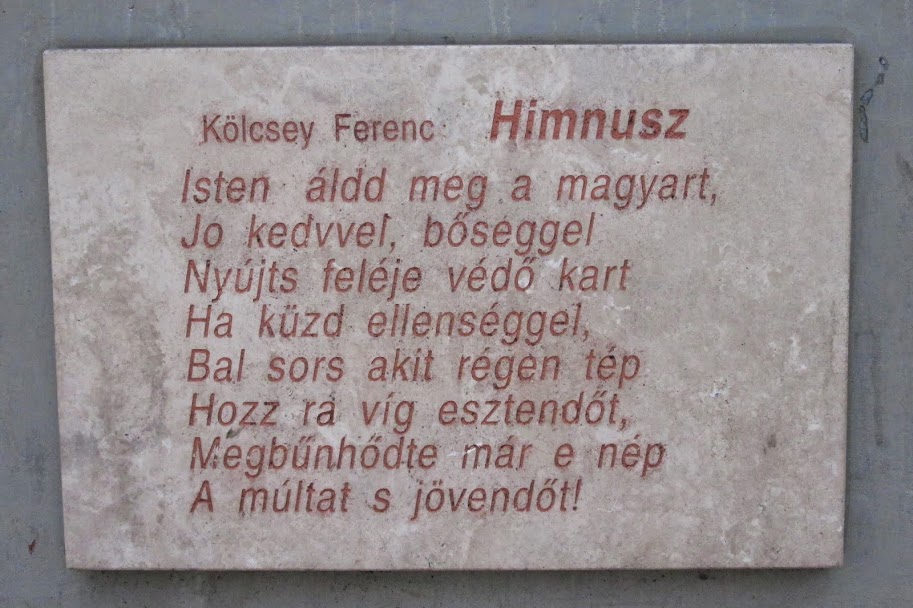 Kölcsey Ferenc Himnusz
Isten áldd meg a magyart,
Jo kedvvel, bőséggel
Nyújts feléje védő kart
Ha küzd ellenséggel,
Bal sors akit régen tép
Hozz rá víg esztendőt,
Megbűnhődte már e nép
A múltat s jövendőt!